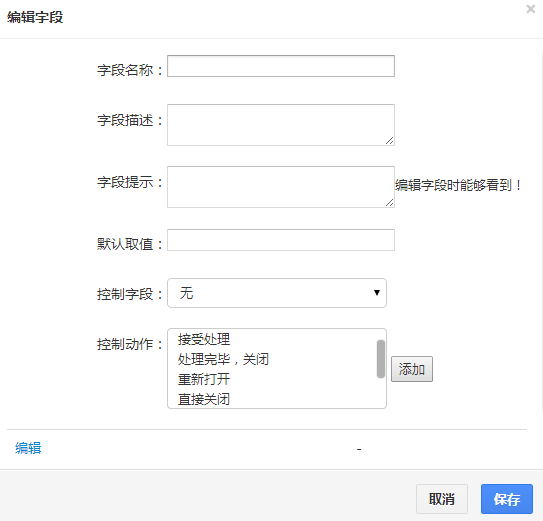 编辑字段 ×
字段名称：
字段描述：
字段提示： 编辑字段时能够看到！
默认取值：
控制字段： 无
控制动作： 接受处理
处理完毕，关闭
添加
重新打开
直接关闭
编辑 -
取消 保存